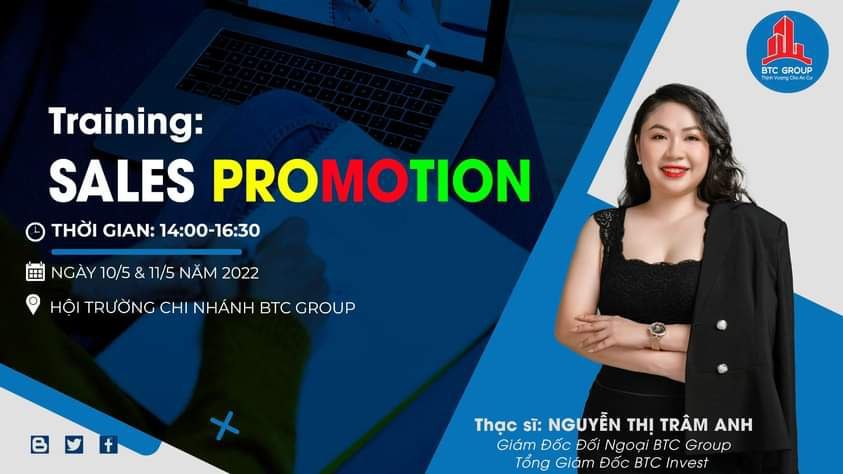 BTC GROUP
Thịnh Vượng Cho An Cư
Training:
SALES PROMOTION
THỜI GIAN: 14:00-16:30
NGÀY 10/5 & 11/5 NĂM 2022
HỘI TRƯỜNG CHI NHÁNH BTC GROUP
Thạc sĩ: NGUYỄN THỊ TRÂM ANH
Giám Đốc Đối Ngoại BTC Group
Tổng Giám Đốc BTC Invest